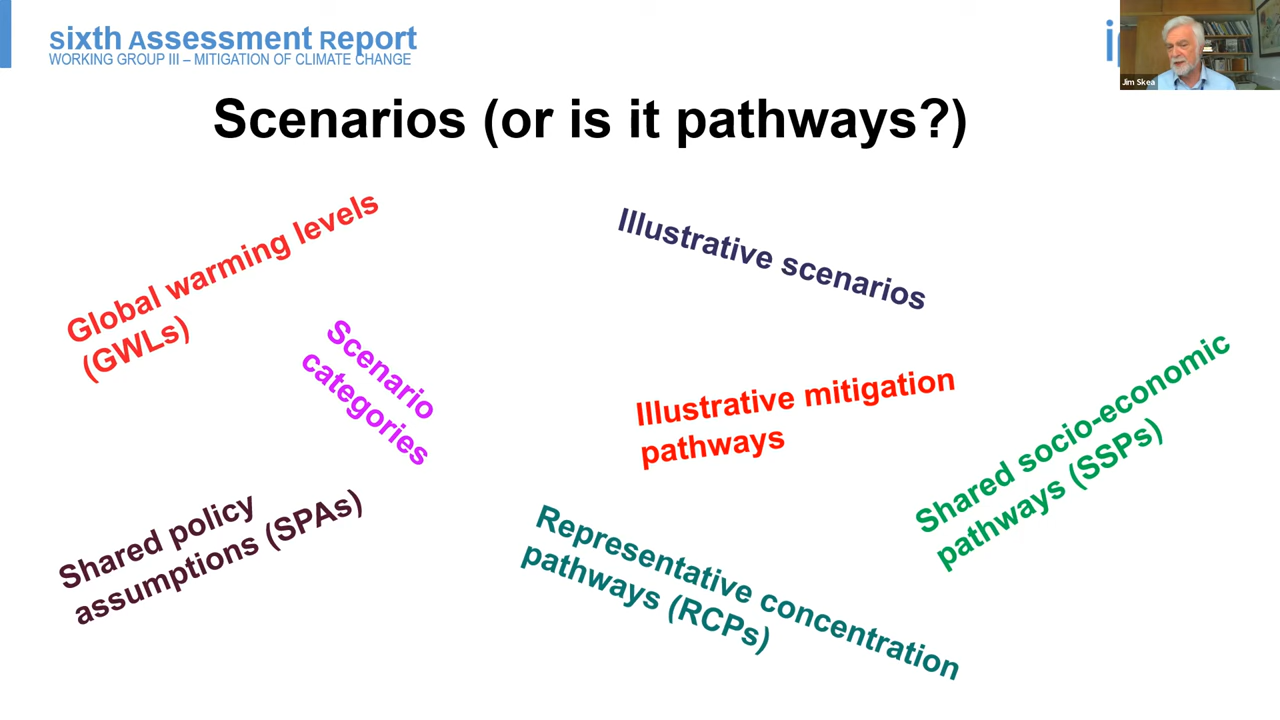 sixth Assessment Report
WORKING GROUP III – MITIGATION OF CLIMATE CHANGE
Jim Skea
Scenarios (or is it pathways?)
Global warming levels
(GWLs)
Illustrative scenarios
Scenario
categories
Illustrative mitigation
pathways
Shared socio-economic
pathways (SSPs)
Shared policy
assumptions (SPAs)
Representative concentration
pathways (RCPs)